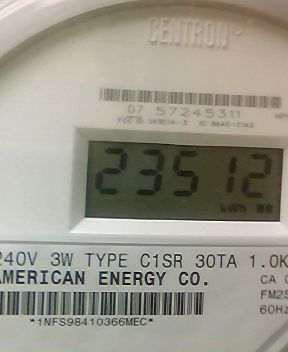 CENTRON
07 57245311
23512
kWh
240V 3W TYPE C1SR 30TA 1.0K
AMERICAN ENERGY CO.
CA
FM2S
60Hz
*1NFS98410366MEC*